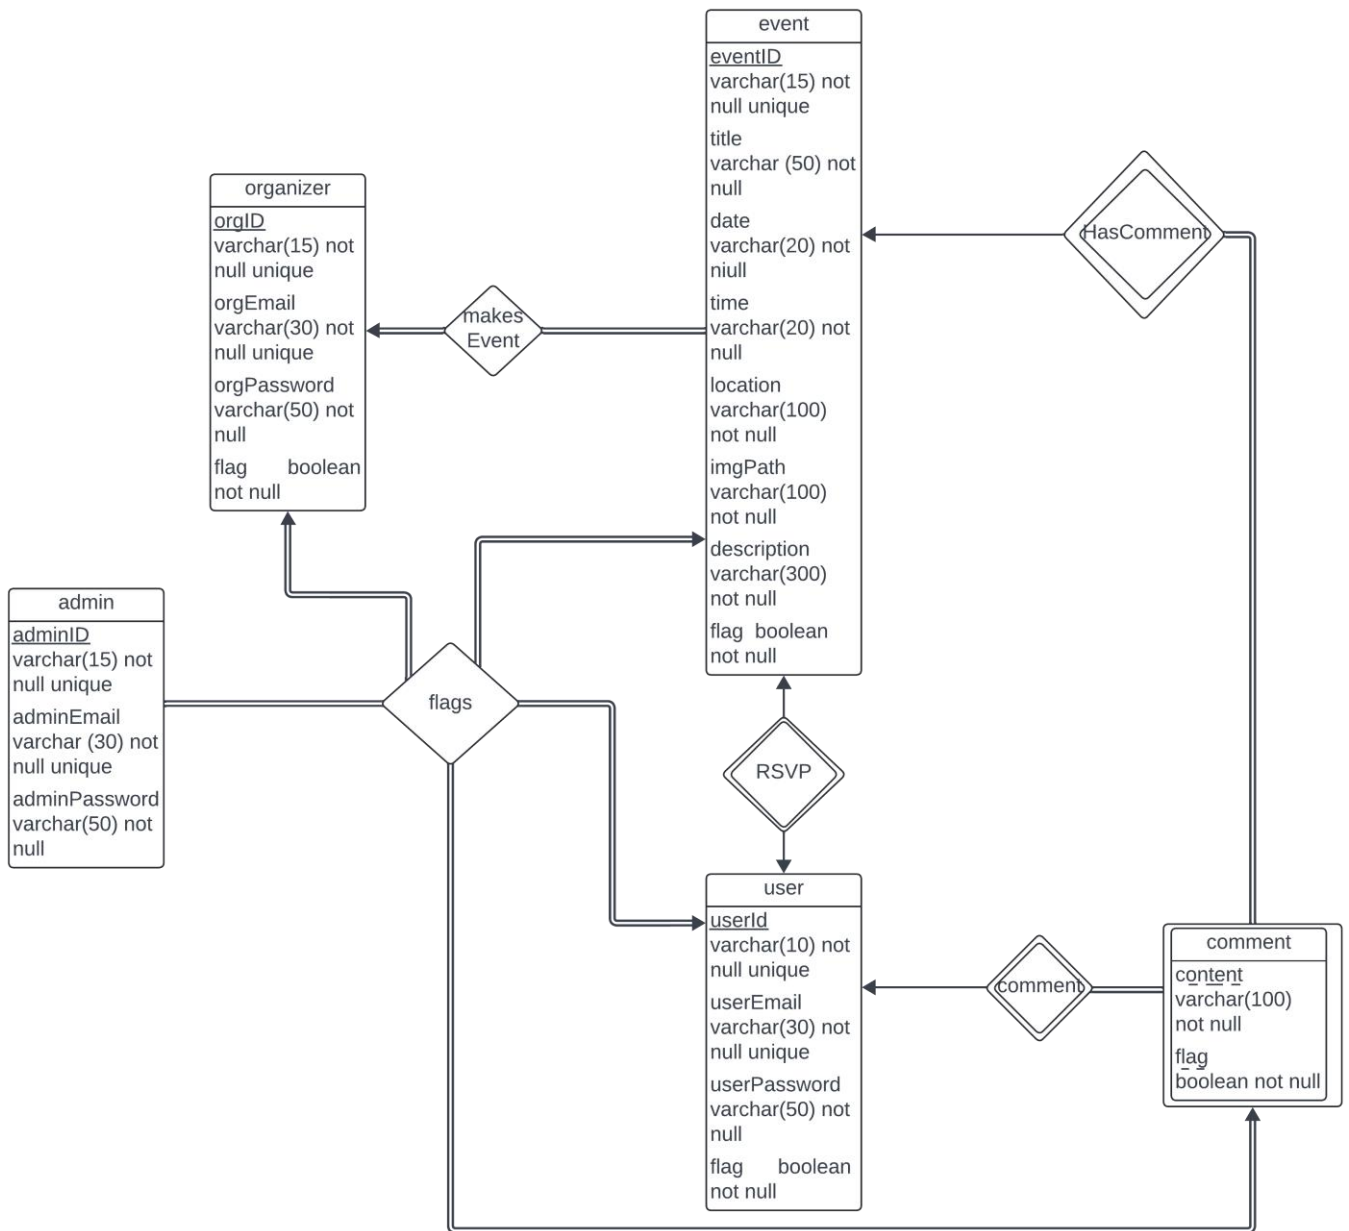 event
eventID
varchar(15) not
null unique
title
varchar (50) not
null
date
varchar(20) not
niull
time
varchar(20) not
null
location
varchar(100)
not null
imgPath
varchar(100)
not null
description
varchar(300)
not null
flag boolean
not null
organizer
orgID
varchar(15) not
null unique
orgEmail
varchar(30) not
null unique
orgPassword
varchar(50) not
null
flag boolean
not null
makes
Event
HasComment
admin
adminID
varchar(15) not
null unique
adminEmail
varchar (30) not
null unique
adminPassword
varchar(50) not
null
flags
RSVP
user
userId
varchar(10) not
null unique
userEmail
varchar(30) not
null unique
userPassword
varchar(50) not
null
flag boolean
not null
comment
comment
content
varchar(100)
not null
flag
boolean not null